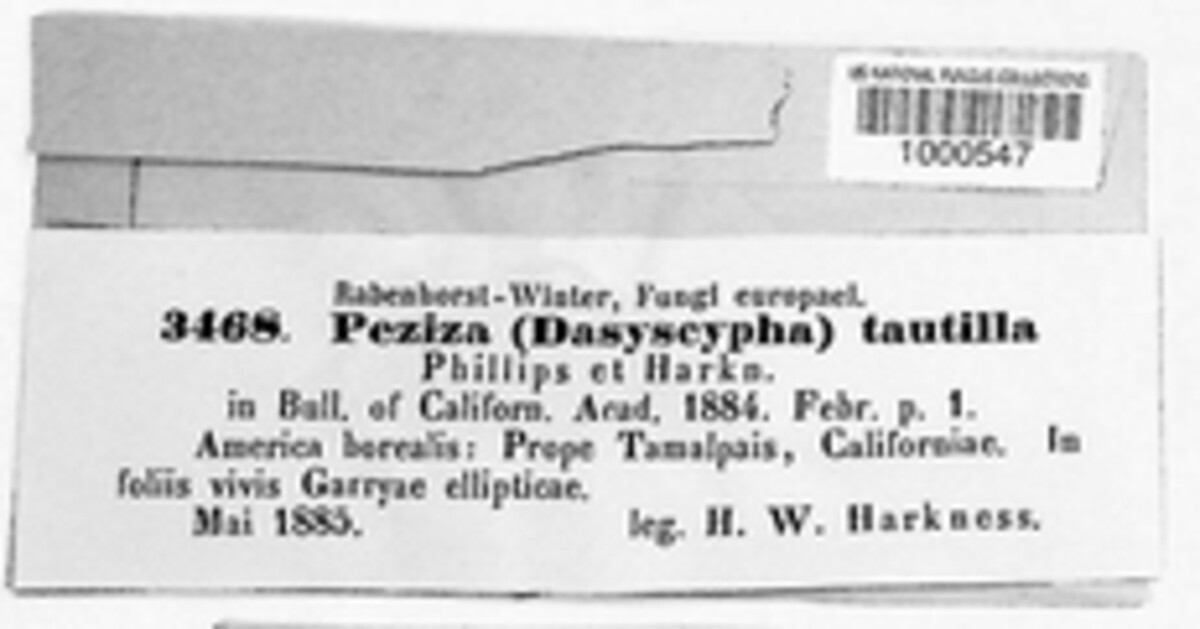 US NATIONAL FUNGUS COLLECTIONS
1000547
Rabenhorst-Winter, Fungi europaei.
3468. Peziza (Dasyscypha) tautilla
Phillips et Harkn.
in Bull. of Californ. Acad. 1884. Febr. p. 1.
America borealis: Prope Tamalpais, Californiae. In
foliis vivis Garryae ellipticae.
Mai 1885. leg. H. W. Harkness.